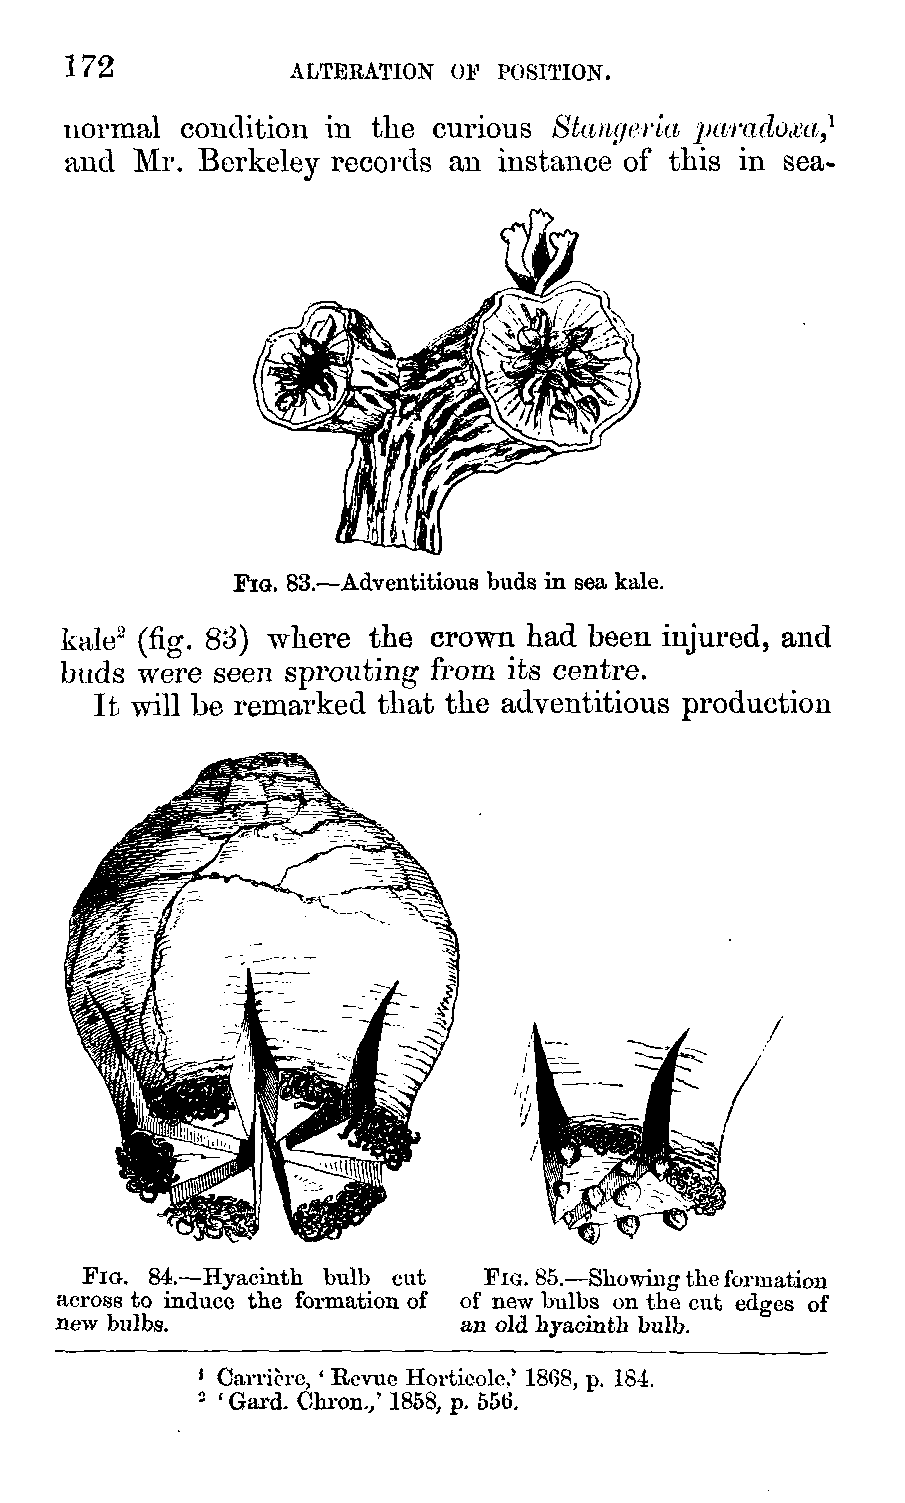 172 ALTERATION OF POSITION.
normal condition in the curious Stangeria paradoxa,¹
and Mr. Berkeley records an instance of this in sea-
FIG. 83.—Adventitious buds in sea kale.
kale² (fig. 83) where the crown had been injured, and
buds were seen sprouting from its centre.
It will be remarked that the adventitious production
FIG. 84.—Hyacinth bulb cut
across to induce the formation of
new bulbs.
FIG. 85.—Showing the formation
of new bulbs on the cut edges of
an old hyacinth bulb.
¹ Carrière, ‘Revue Horticole,’ 1868, p. 184.
² ‘Gard. Chron.,’ 1858, p. 556.